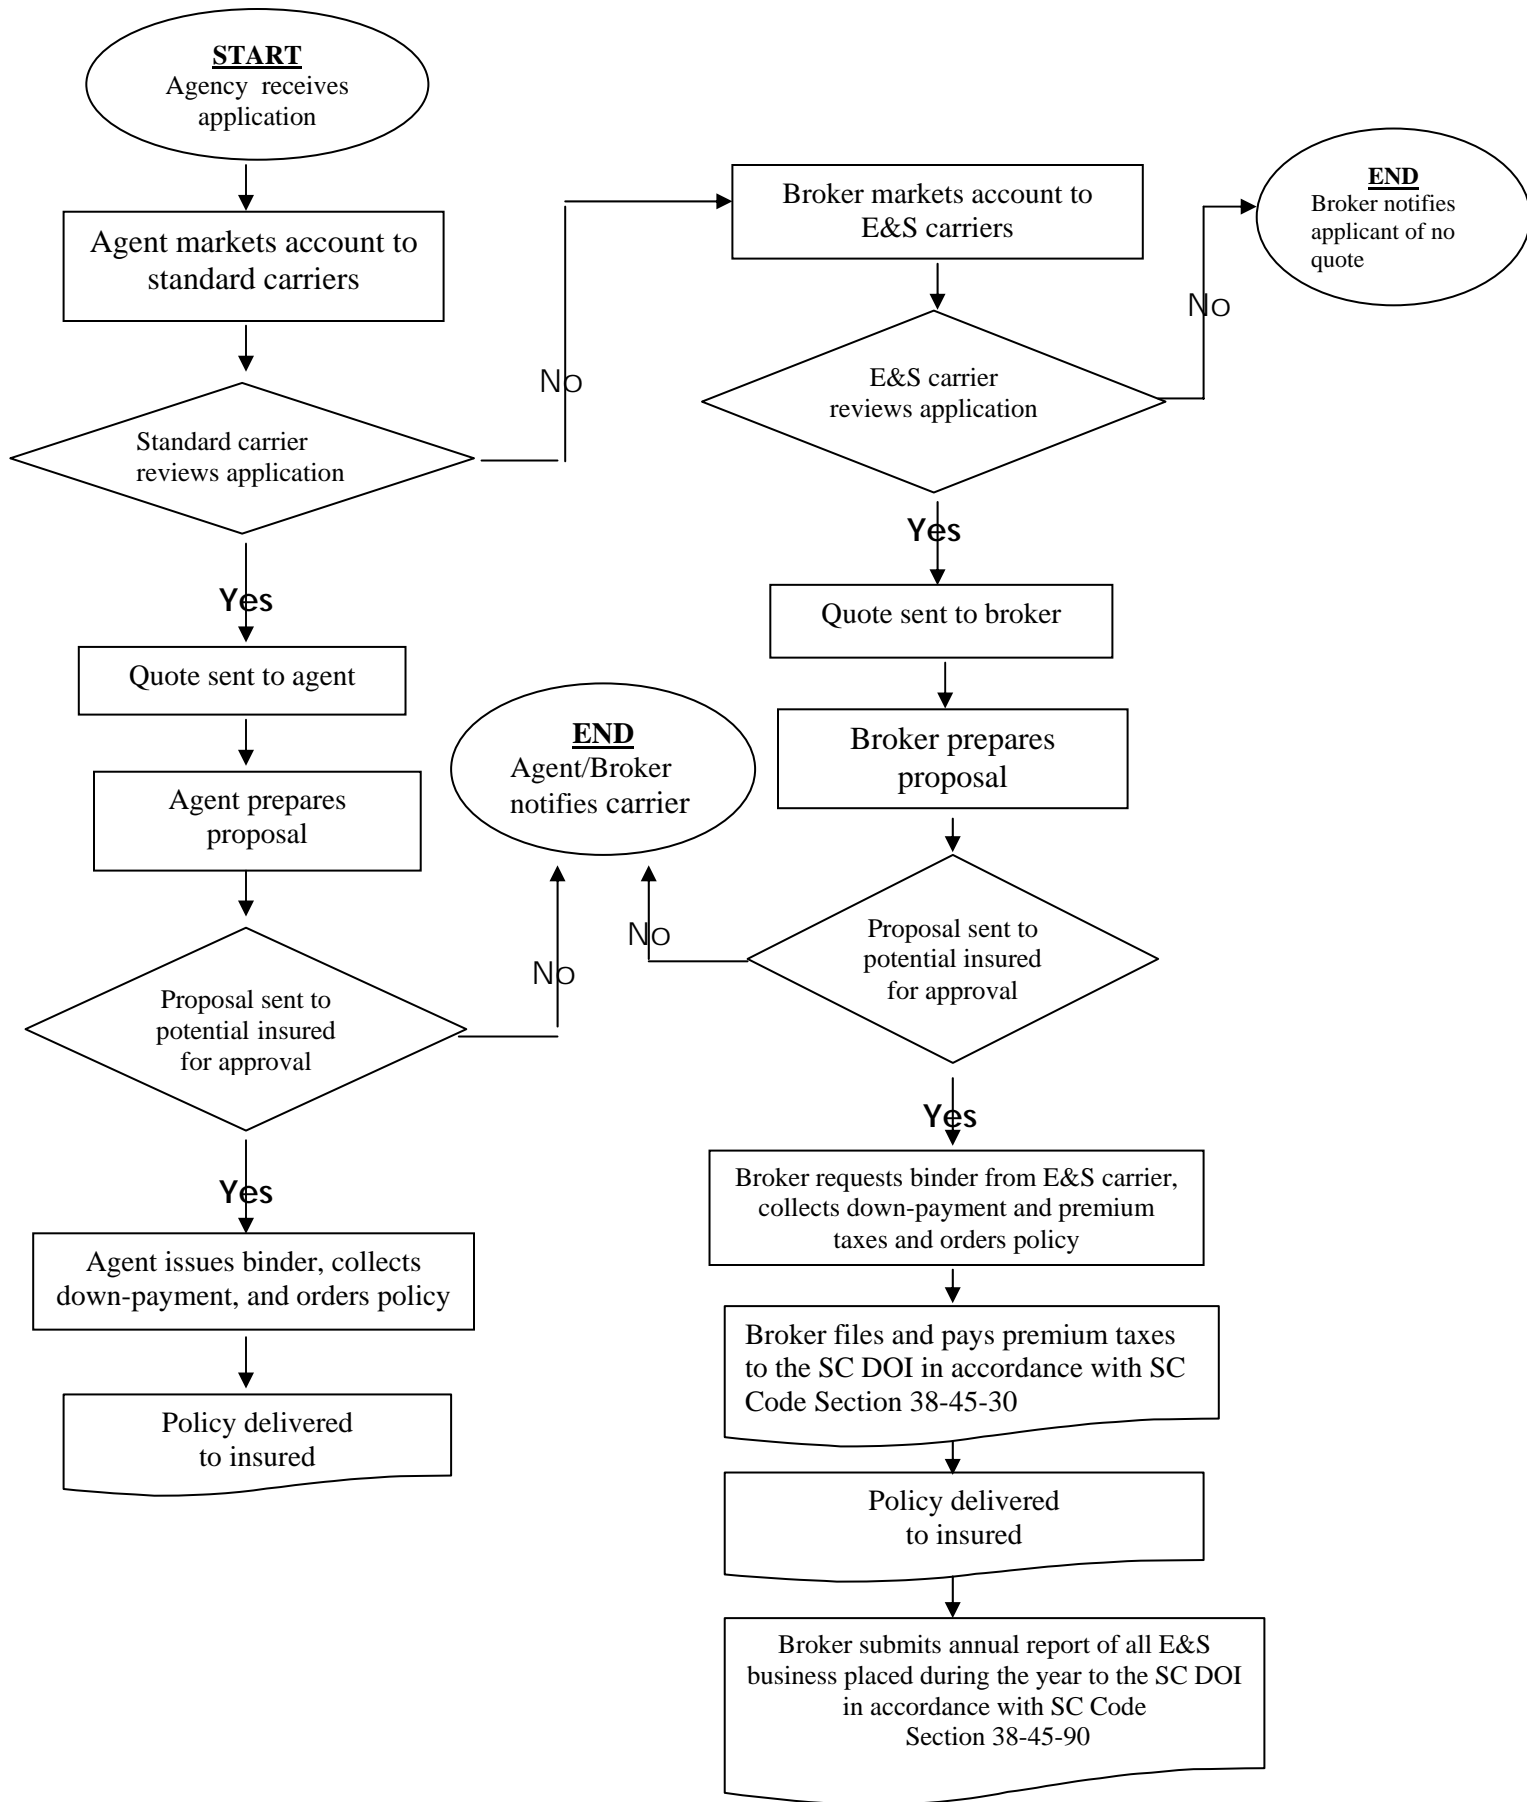 START
Agency receives
application
Agent markets account to
standard carriers
Standard carrier
reviews application
No
Yes
Quote sent to agent
Agent prepares
proposal
Proposal sent to
potential insured
for approval
No
Yes
Agent issues binder, collects
down-payment, and orders policy
Policy delivered
to insured
END
Agent/Broker
notifies carrier
Broker markets account to
E&S carriers
E&S carrier
reviews application
No
END
Broker notifies
applicant of no
quote
Yes
Quote sent to broker
Broker prepares
proposal
Proposal sent to
potential insured
for approval
No
Yes
Broker requests binder from E&S carrier,
collects down-payment and premium
taxes and orders policy
Broker files and pays premium taxes
to the SC DOI in accordance with SC
Code Section 38-45-30
Policy delivered
to insured
Broker submits annual report of all E&S
business placed during the year to the SC DOI
in accordance with SC Code
Section 38-45-90